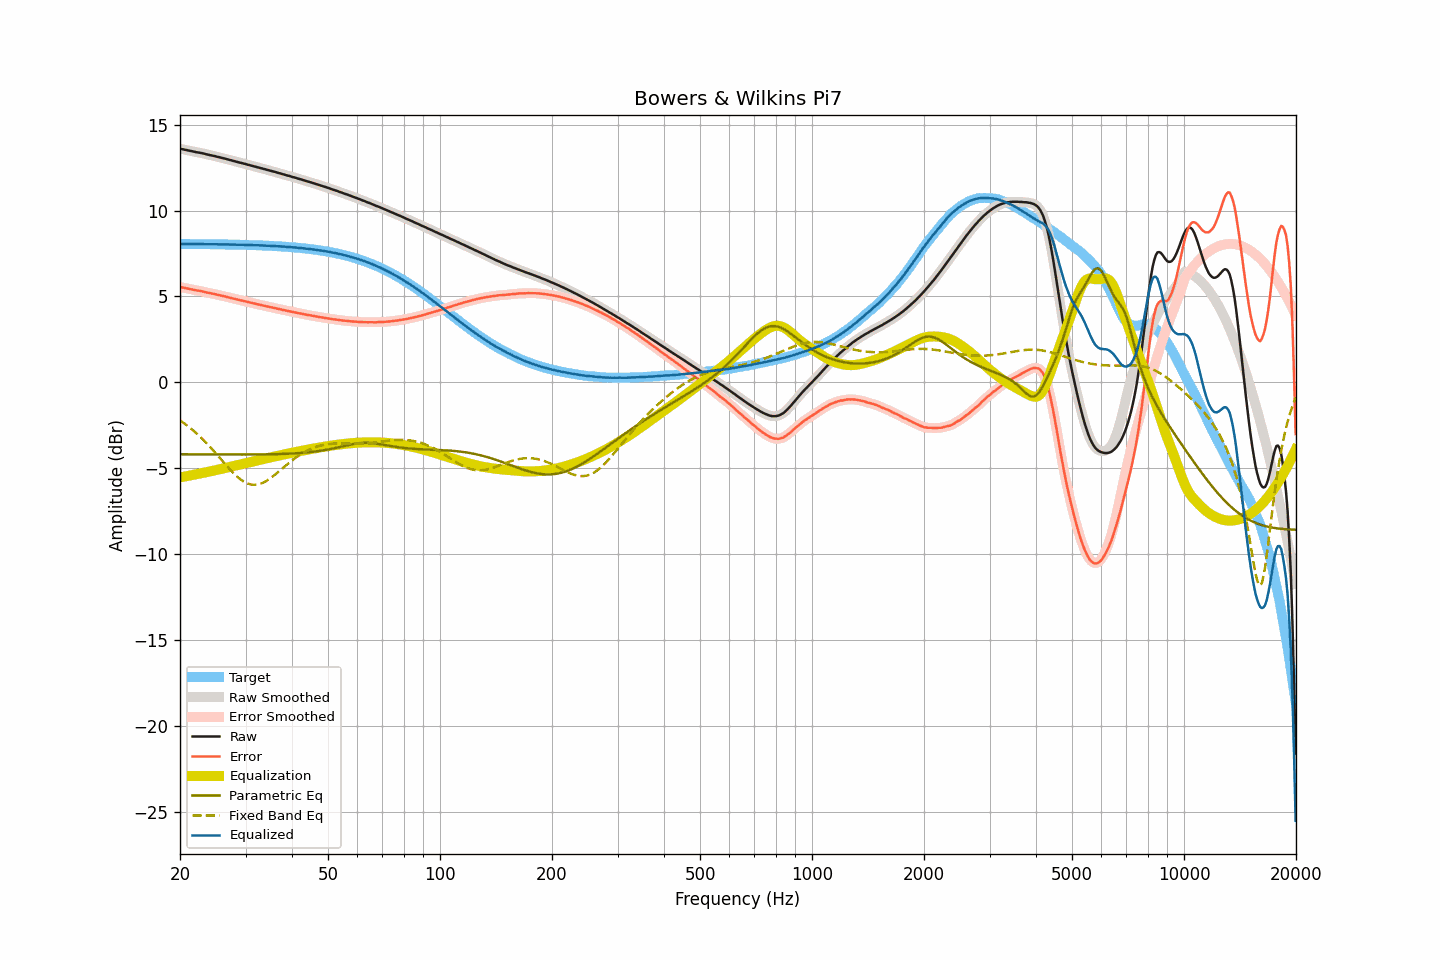 Bowers & Wilkins Pi7
15
10
5
0
−5
−10
−15
−20
−25
Amplitude (dBr)
Target
Raw Smoothed
Error Smoothed
Raw
Error
Equalization
Parametric Eq
Fixed Band Eq
Equalized
20 50 100 200 500 1000 2000 5000 10000 20000
Frequency (Hz)